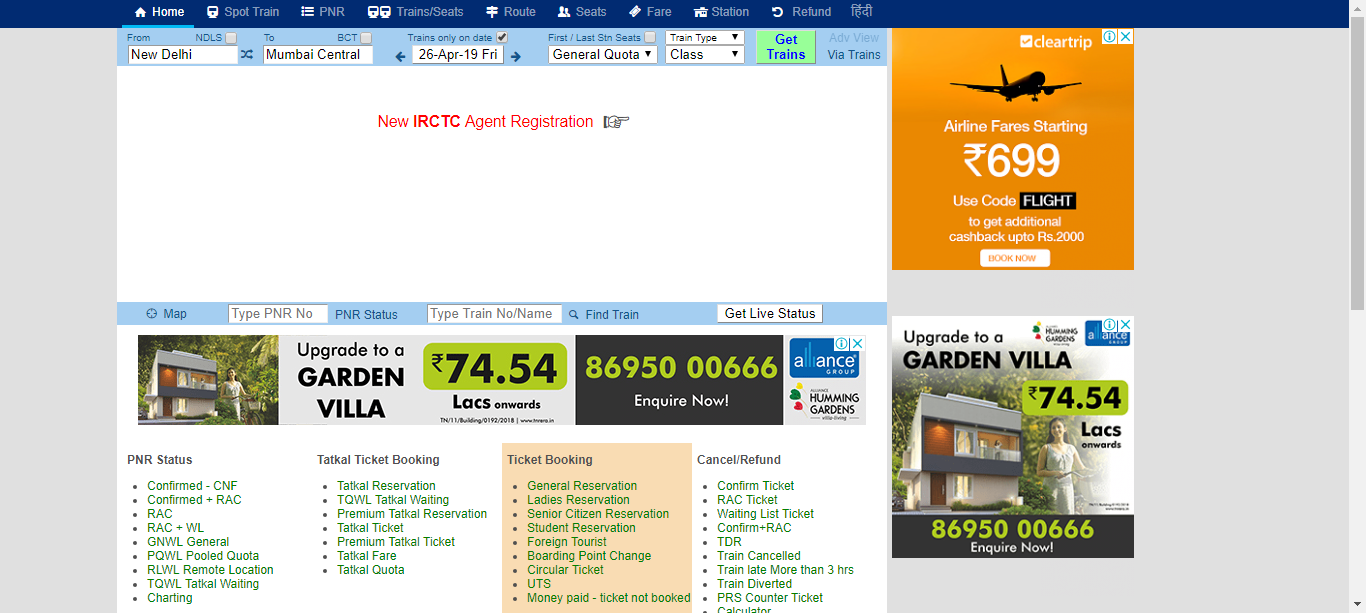 Home Spot Train PNR Trains/Seats Route Seats Fare Station Refund हिंदी
From NDLS To BCT Trains only on date First / Last Stn Seats Train Type Get Trains Adv View
New Delhi Mumbai Central 26-Apr-19 Fri General Quota Class Via Trains
New IRCTC Agent Registration
Map Type PNR No PNR Status Type Train No/Name Find Train Get Live Status
Upgrade to a
GARDEN
VILLA
₹74.54
Lacs onwards
TN/11/Building/0192/2018 | www.tnrera.in
86950 00666
Enquire Now!
alliance
GROUP
ALLIANCE
HUMMING
GARDENS
villa-living
PNR Status
Confirmed - CNF
Confirmed + RAC
RAC
RAC + WL
GNWL General
PQWL Pooled Quota
RLWL Remote Location
TQWL Tatkal Waiting
Charting
Tatkal Ticket Booking
Tatkal Reservation
TQWL Tatkal Waiting
Premium Tatkal Reservation
Tatkal Ticket
Premium Tatkal Ticket
Tatkal Fare
Tatkal Quota
Ticket Booking
General Reservation
Ladies Reservation
Senior Citizen Reservation
Student Reservation
Foreign Tourist
Boarding Point Change
Circular Ticket
UTS
Money paid - ticket not booked
Cancel/Refund
Confirm Ticket
RAC Ticket
Waiting List Ticket
Confirm+RAC
TDR
Train Cancelled
Train late More than 3 hrs
Train Diverted
PRS Counter Ticket
Calculator
cleartrip
Airline Fares Starting
₹699
Use Code FLIGHT
to get additional
cashback upto Rs.2000
BOOK NOW
Upgrade to a
GARDEN VILLA
HUMMING
GARDENS
alliance
GROUP
₹74.54
Lacs
onwards
86950 00666
Enquire Now!